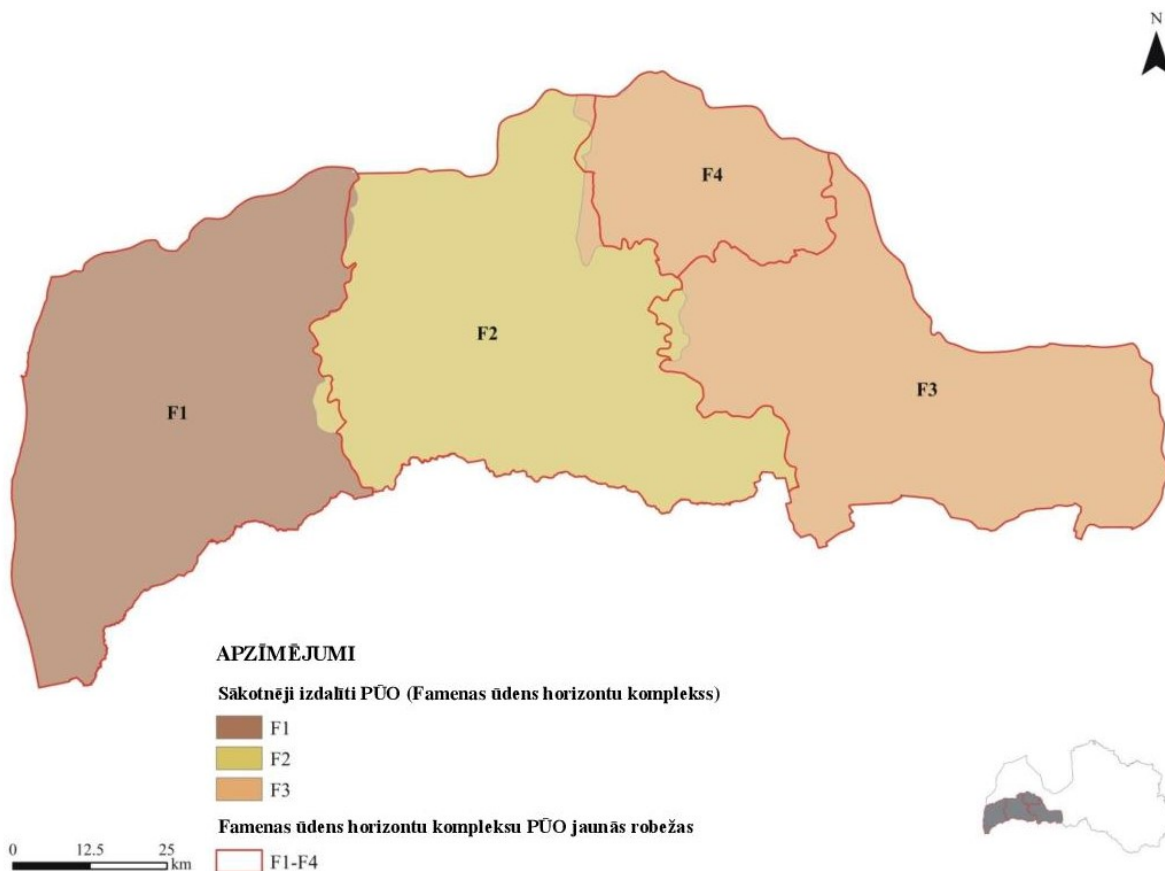 N
F4
F2
F3
F1
APZĪMĒJUMI
Sākotnēji izdalīti PŪO (Famenas ūdens horizontu komplekss)
F1
F2
F3
Famenas ūdens horizontu kompleksu PŪO jaunās robežas
F1-F4
0 12.5 25
km